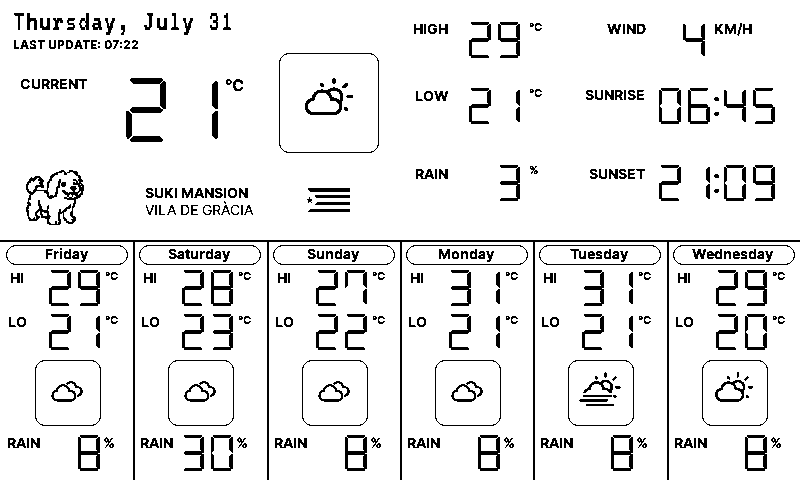 Thursday, July 31
LAST UPDATE: 07:22
CURRENT 21 °C
SUKI MANSION
VILA DE GRÀCIA
HIGH 29 °C
LOW 21 °C
RAIN 3 %
WIND 4 KM/H
SUNRISE 06:45
SUNSET 21:09
Friday
HI 29 °C
LO 21 °C
RAIN 8 %
Saturday
HI 28 °C
LO 23 °C
RAIN 30 %
Sunday
HI 27 °C
LO 22 °C
RAIN 8 %
Monday
HI 31 °C
LO 21 °C
RAIN 8 %
Tuesday
HI 31 °C
LO 21 °C
RAIN 8 %
Wednesday
HI 29 °C
LO 20 °C
RAIN 8 %